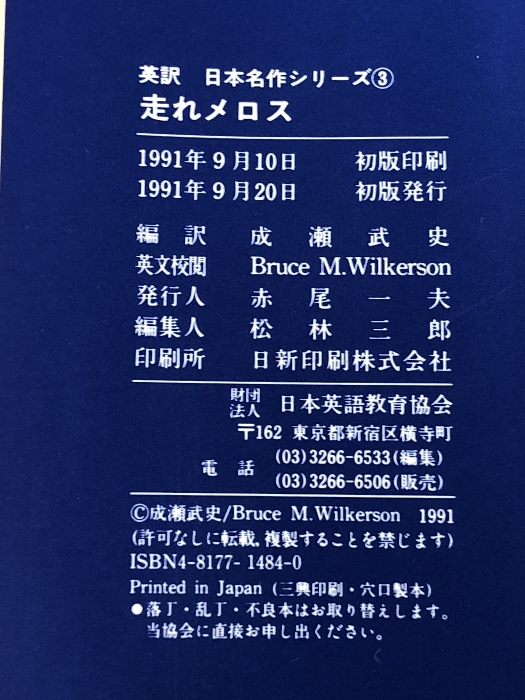 英訳 日本名作シリーズ③
走れメロス
1991年9月10日 初版印刷
1991年9月20日 初版発行
編訳 成瀬武史
英文校閲 Bruce M.Wilkerson
発行人 赤尾一夫
編集人 松林三郎
印刷所 日新印刷株式会社
財団法人 日本英語教育協会
〒162 東京都新宿区横寺町
電話 (03)3266-6533(編集)
(03)3266-6506(販売)
©成瀬武史/Bruce M.Wilkerson 1991
(許可なしに転載、複製することを禁じます)
ISBN4-8177-1484-0
Printed in Japan (三興印刷・穴口製本)
●落丁・乱丁・不良本はお取り替えします。
当協会に直接お申し出ください。